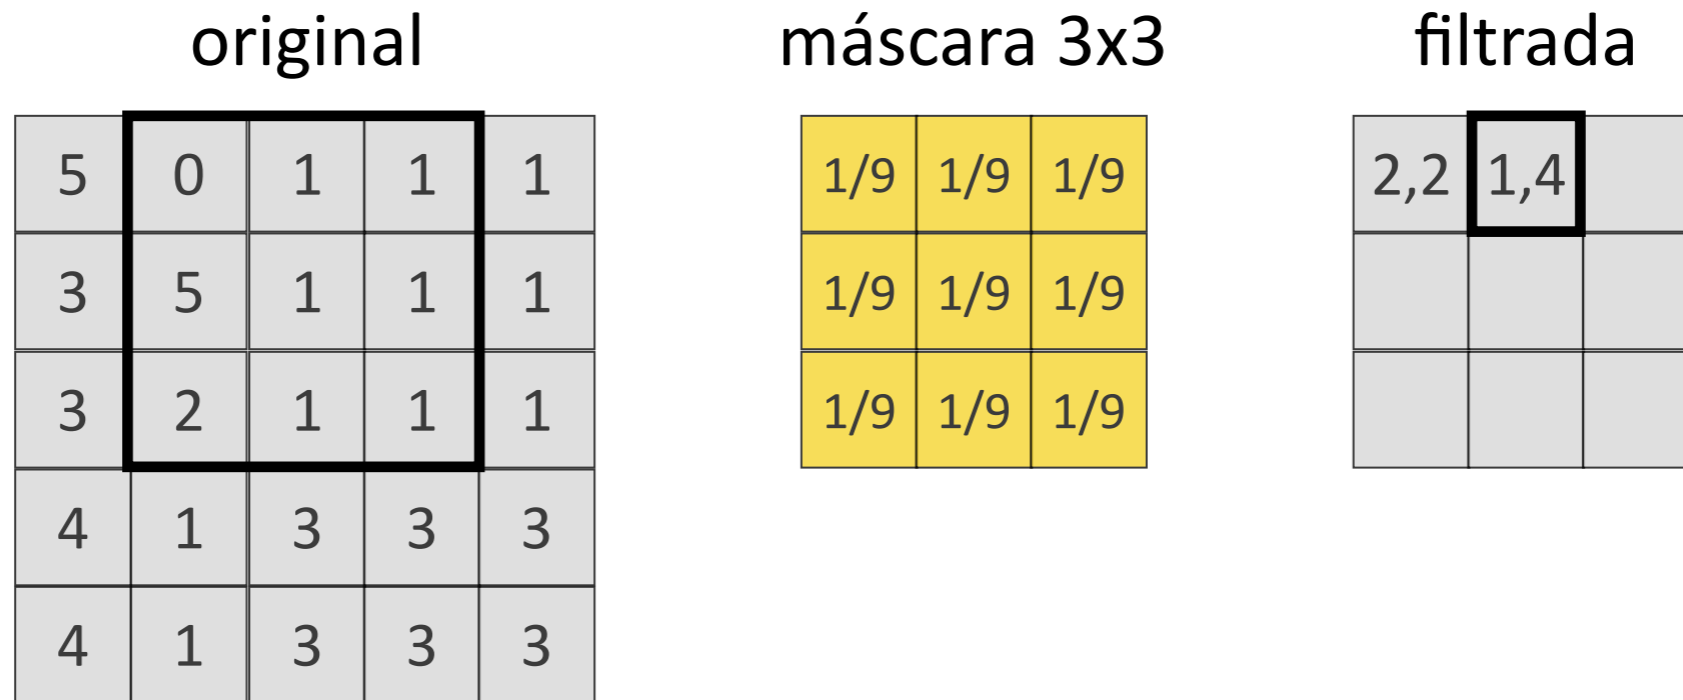 original
5 0 1 1 1
3 5 1 1 1
3 2 1 1 1
4 1 3 3 3
4 1 3 3 3
máscara 3x3
1/9 1/9 1/9
1/9 1/9 1/9
1/9 1/9 1/9
filtrada
2,2 1,4